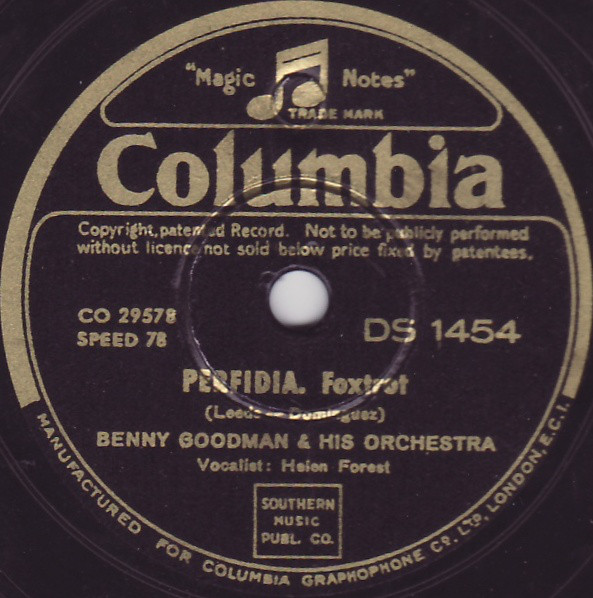 "Magic Notes"
TRADE MARK
Columbia
Copyright, patented Record. Not to be publicly performed
without licence not sold below price fixed by patentees.
CO 29578
SPEED 78
DS 1454
PERFIDIA. Foxtrot
(Leeds – Dominguez)
BENNY GOODMAN & HIS ORCHESTRA
Vocalist: Helen Forest
SOUTHERN
MUSIC
PUBL. CO.
MANUFACTURED FOR COLUMBIA GRAPHOPHONE CO. LTD, LONDON, E.C.1.